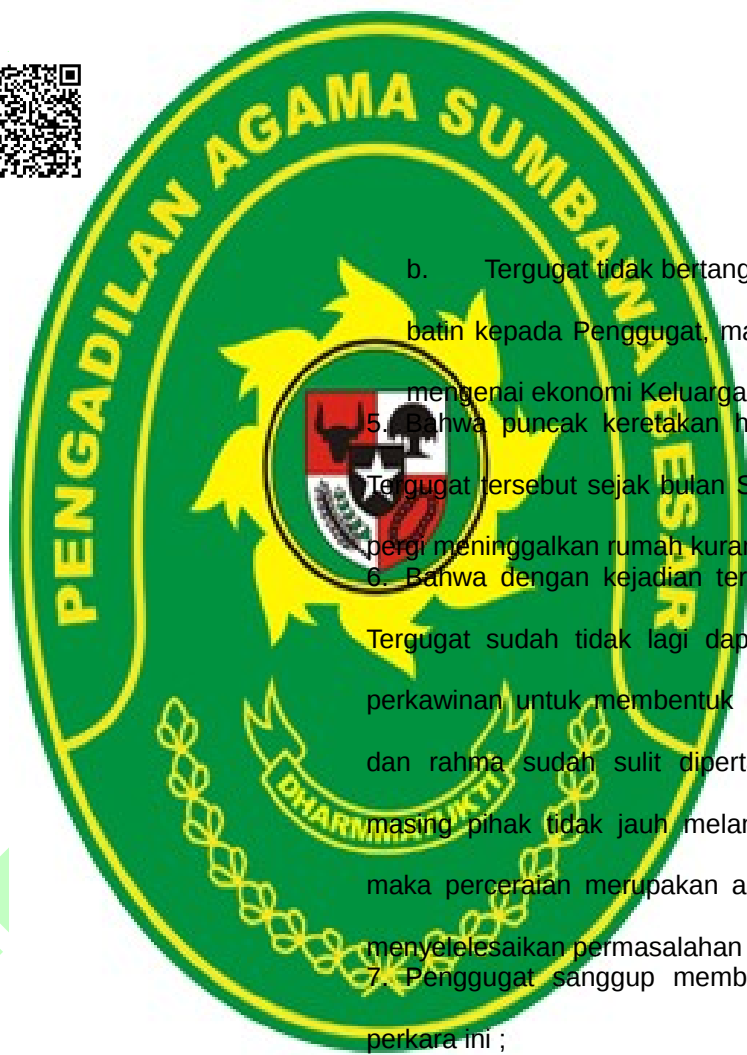 PENGADILAN AGAMA SUMBAWA BESAR
b. Tergugat tidak bertang
batin kepada Penggugat, ma
mengenai ekonomi Keluarga
5. Bahwa puncak keretakan h
Tergugat tersebut sejak bulan S
pergi meninggalkan rumah kuran
6. Bahwa dengan kejadian ter
Tergugat sudah tidak lagi dap
perkawinan untuk membentuk
dan rahma sudah sulit dipert
DHARMMAYUKTI
masing pihak tidak jauh melan
maka perceraian merupakan a
menyelelesaikan permasalahan
7. Penggugat sanggup memb
perkara ini ;